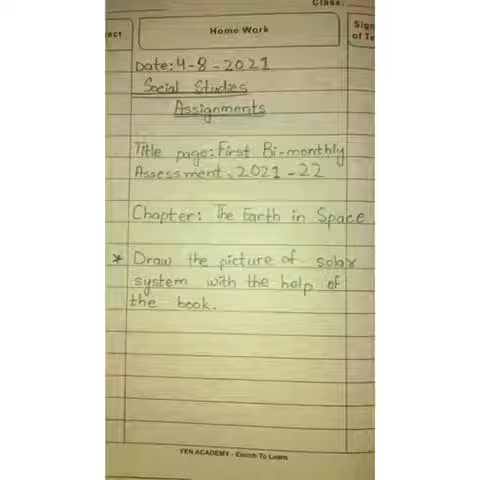 Class:
ect
Home Work
Sign
of Te
Date: 4-8-2021
Social Studies
Assignments
Title page: First Bi-monthly
Assessment. 2021-22
Chapter: The Earth in Space
* Draw the picture of solar
system with the help of
the book.
YEN ACADEMY - Enrich To Learn